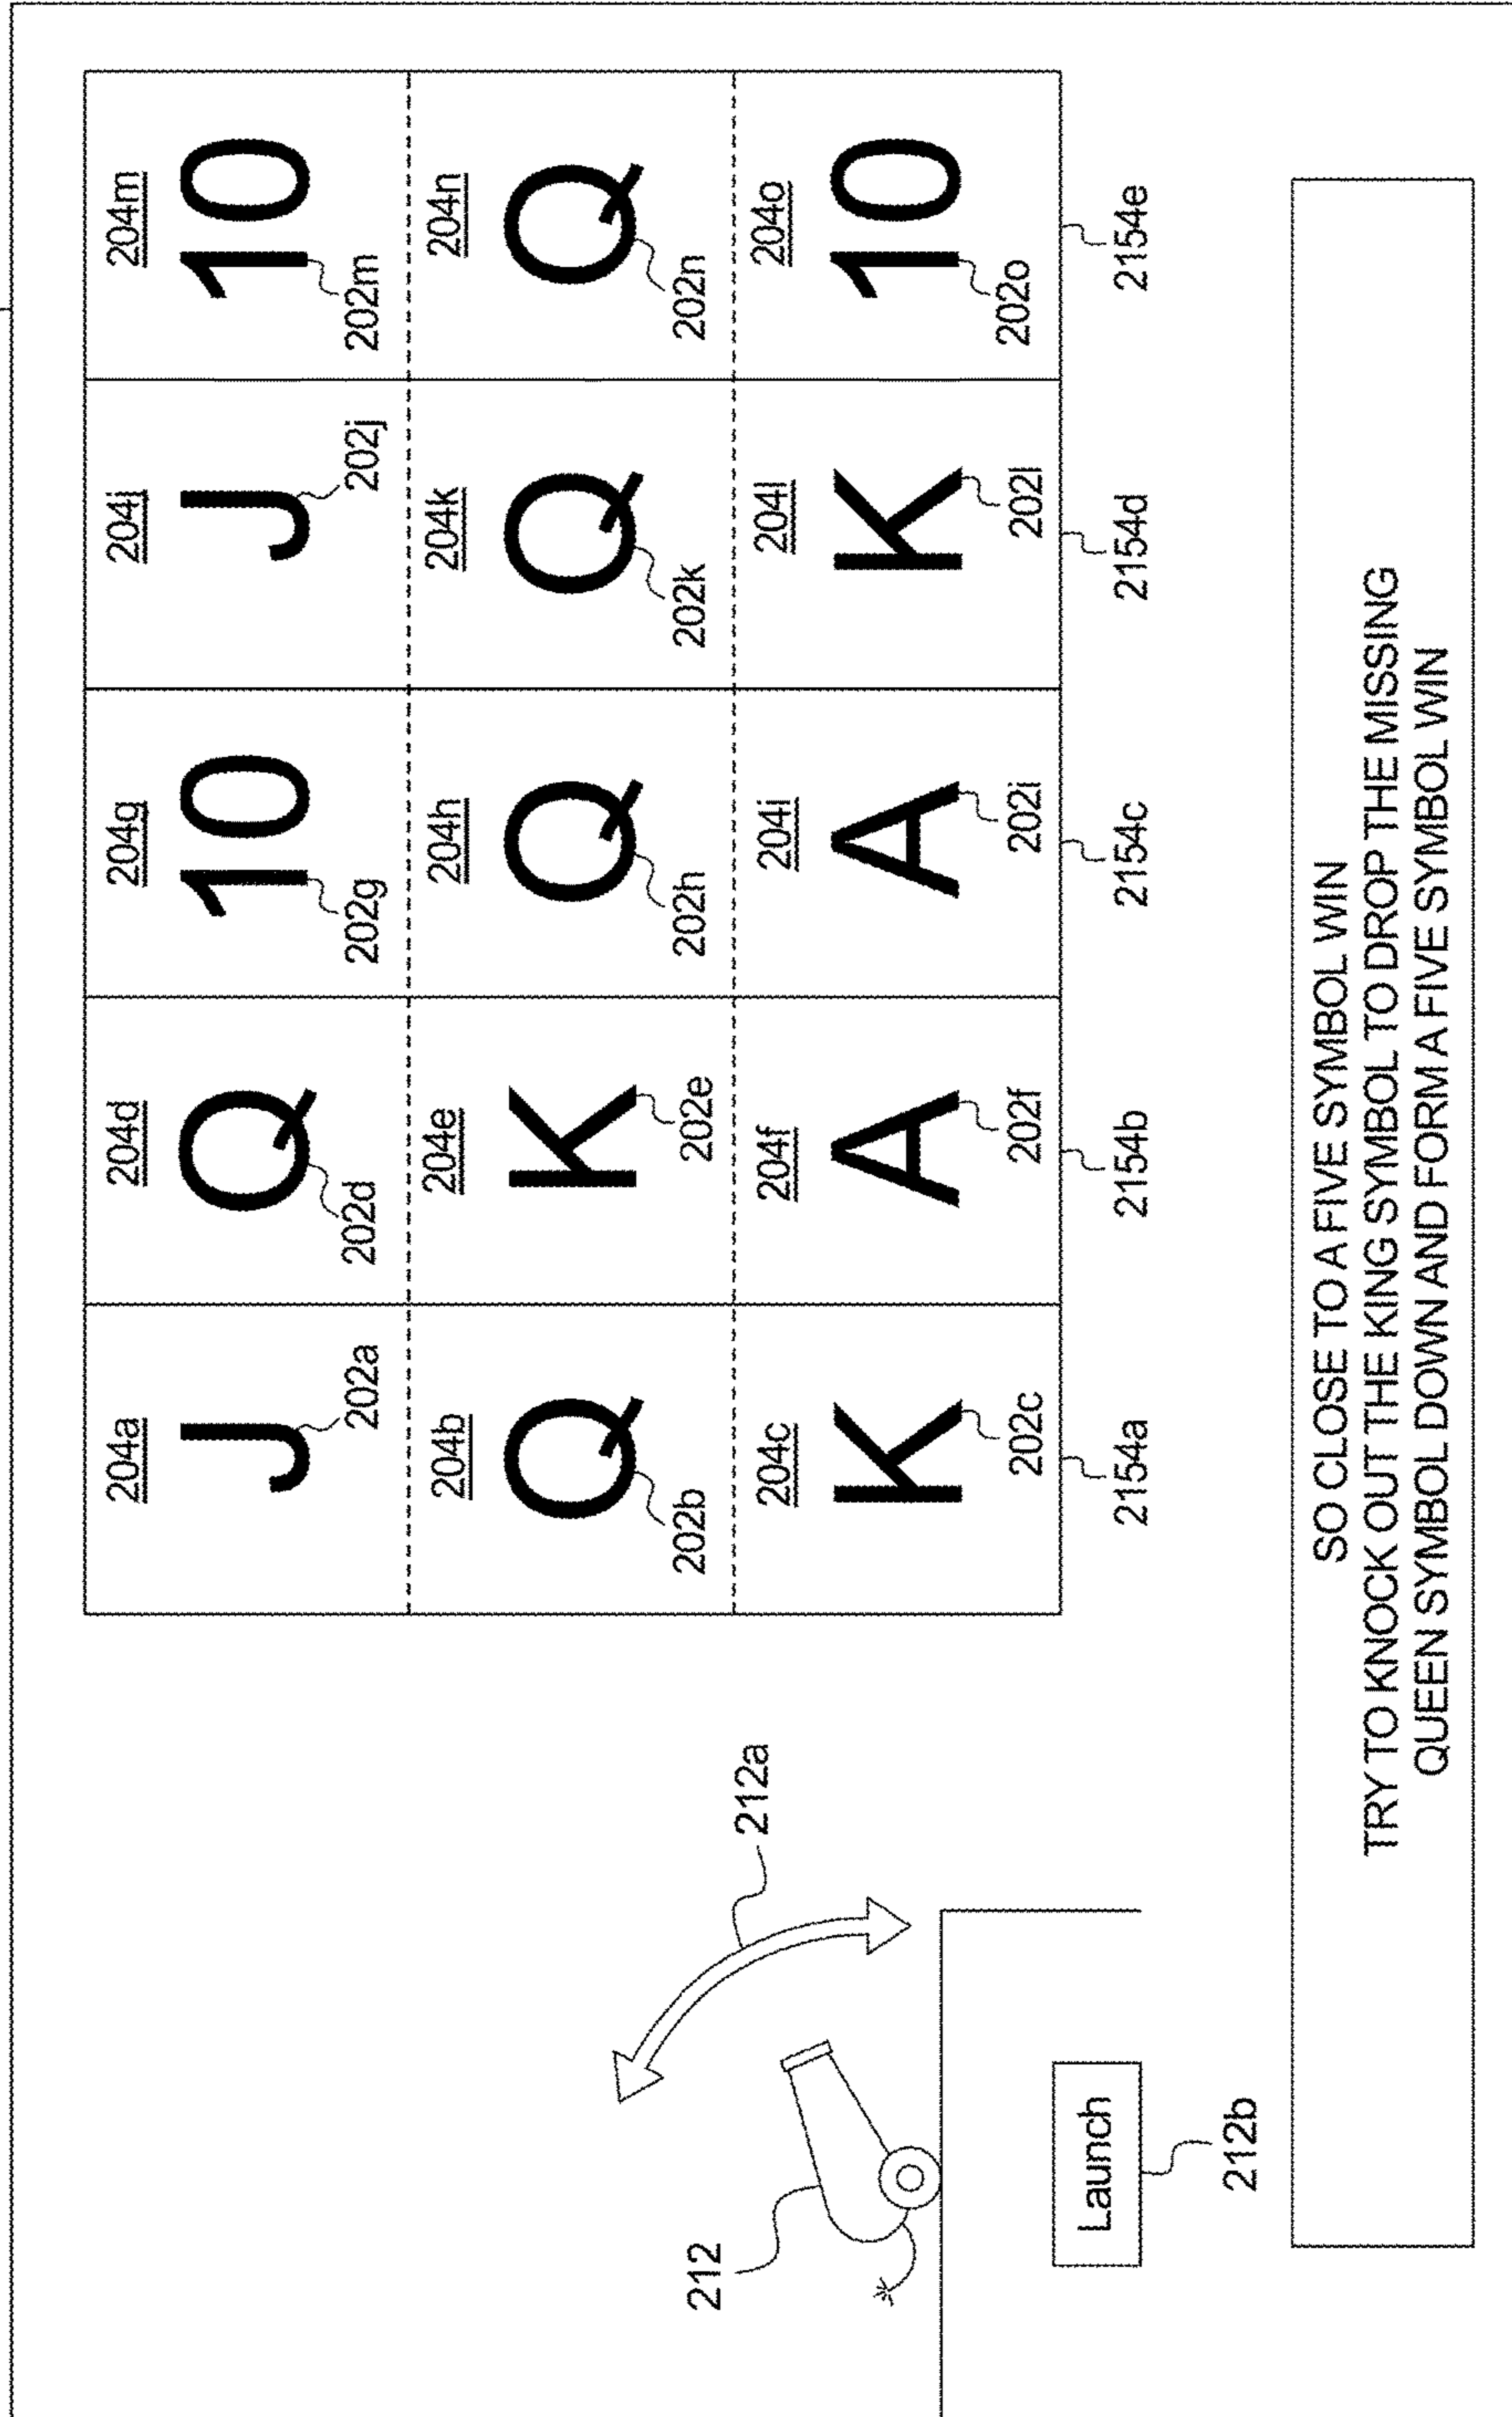 204a
204d
204g
204j
204m
J
Q
10
J
10
202a
202d
202g
202j
202m
204b
204e
204h
204k
204n
Q
K
Q
Q
Q
202b
202e
202h
202k
202n
204c
204f
204i
204l
204o
K
A
A
K
10
202c
202f
202i
202l
202o
2154a
2154b
2154c
2154d
2154e
212
212a
Launch
212b
SO CLOSE TO A FIVE SYMBOL WIN
TRY TO KNOCK OUT THE KING SYMBOL TO DROP THE MISSING
QUEEN SYMBOL DOWN AND FORM A FIVE SYMBOL WIN